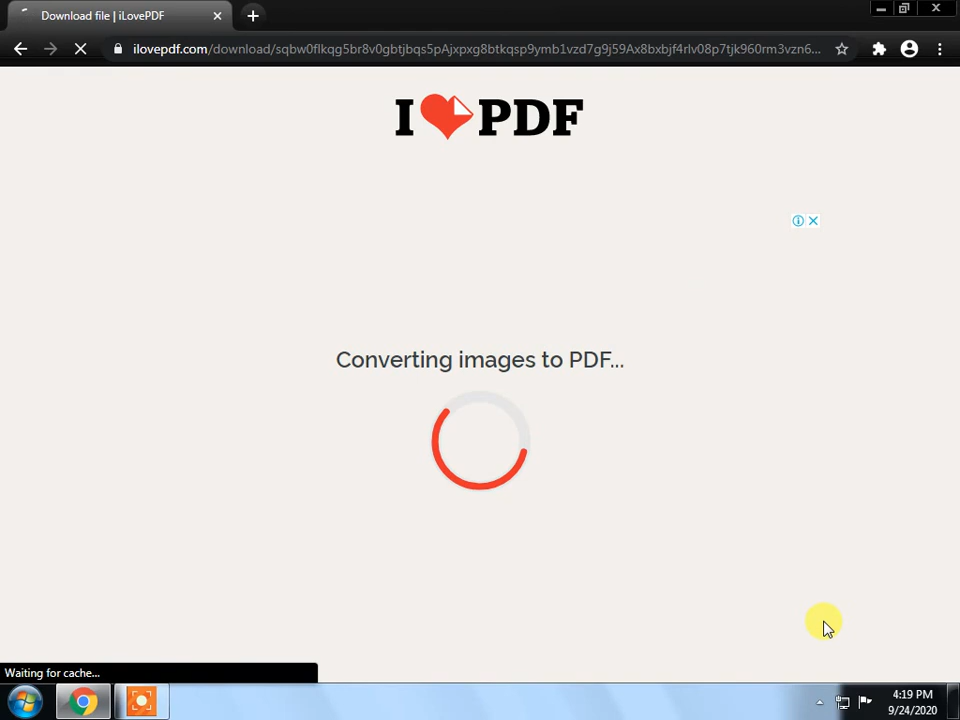 Download file | iLovePDF
ilovepdf.com/download/sqbw0flkqg5br8v0gbtjbqs5pAjxpxg8btkqsp9ymb1vzd7g9j59Ax8bxbjf4rlv08p7tjk960rm3vzn6...
I PDF
Converting images to PDF...
Waiting for cache...
4:19 PM
9/24/2020